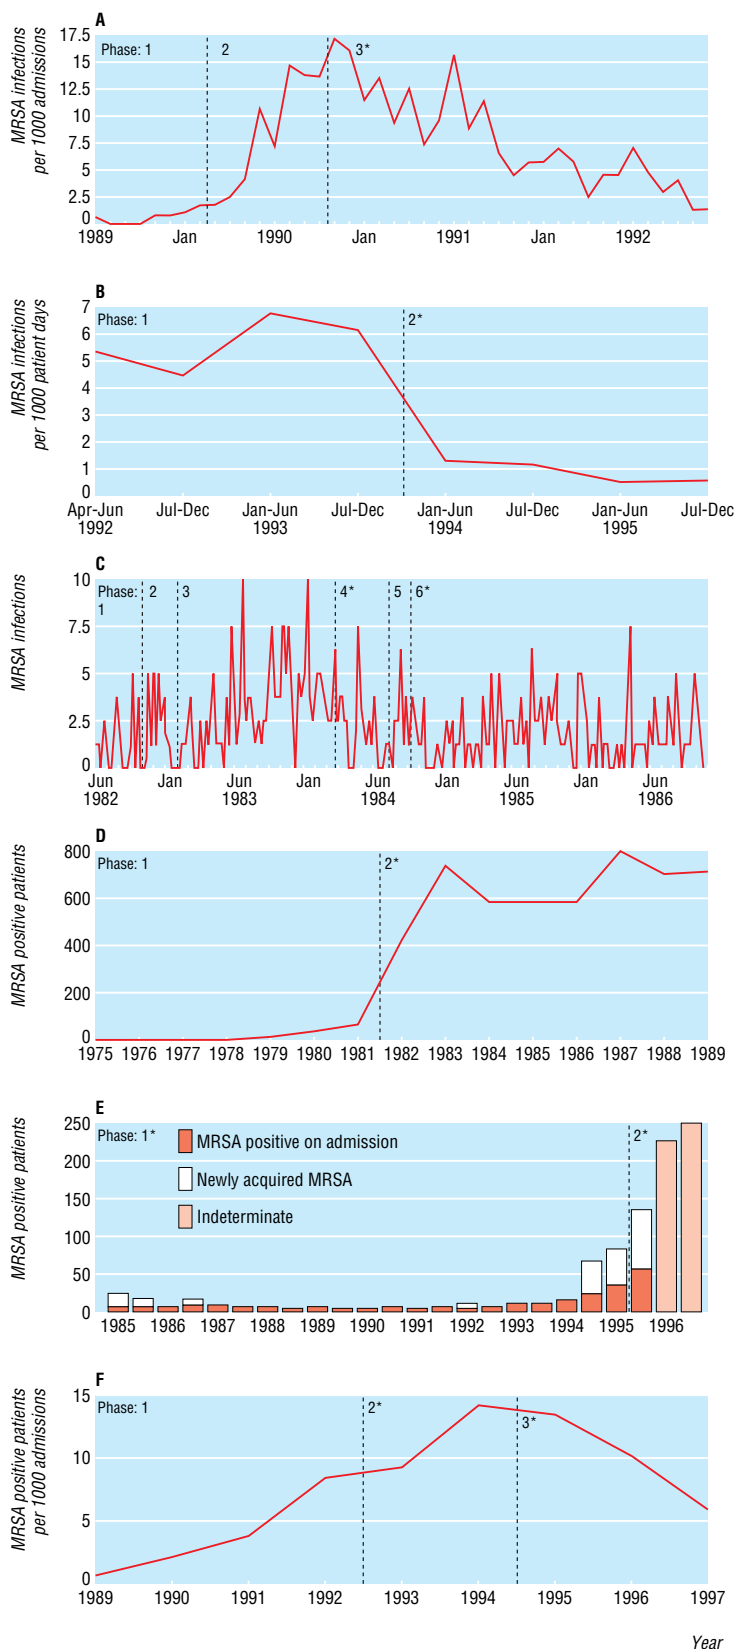 A
MRSA infections
per 1000 admissions
17.5
15
12.5
10
7.5
5
2.5
0
Phase: 1
2
3*
1989
Jan
1990
Jan
1991
Jan
1992
B
MRSA infections
per 1000 patient days
7
6
5
4
3
2
1
0
Phase: 1
2*
Apr-Jun
1992
Jul-Dec
Jan-Jun
1993
Jul-Dec
Jan-Jun
1994
Jul-Dec
Jan-Jun
1995
Jul-Dec
C
MRSA infections
10
7.5
5
2.5
0
Phase:
1
2
3
4*
5
6*
Jun
1982
Jan
Jun
1983
Jan
Jun
1984
Jan
Jun
1985
Jan
Jun
1986
D
MRSA positive patients
800
600
400
200
0
Phase: 1
2*
1975 1976 1977 1978 1979 1980 1981 1982 1983 1984 1985 1986 1987 1988 1989
E
MRSA positive patients
250
200
150
100
50
0
Phase: 1*
2*
MRSA positive on admission
Newly acquired MRSA
Indeterminate
1985 1986 1987 1988 1989 1990 1991 1992 1993 1994 1995 1996
F
MRSA positive patients
per 1000 admissions
15
10
5
0
Phase: 1
2*
3*
1989 1990 1991 1992 1993 1994 1995 1996 1997
Year